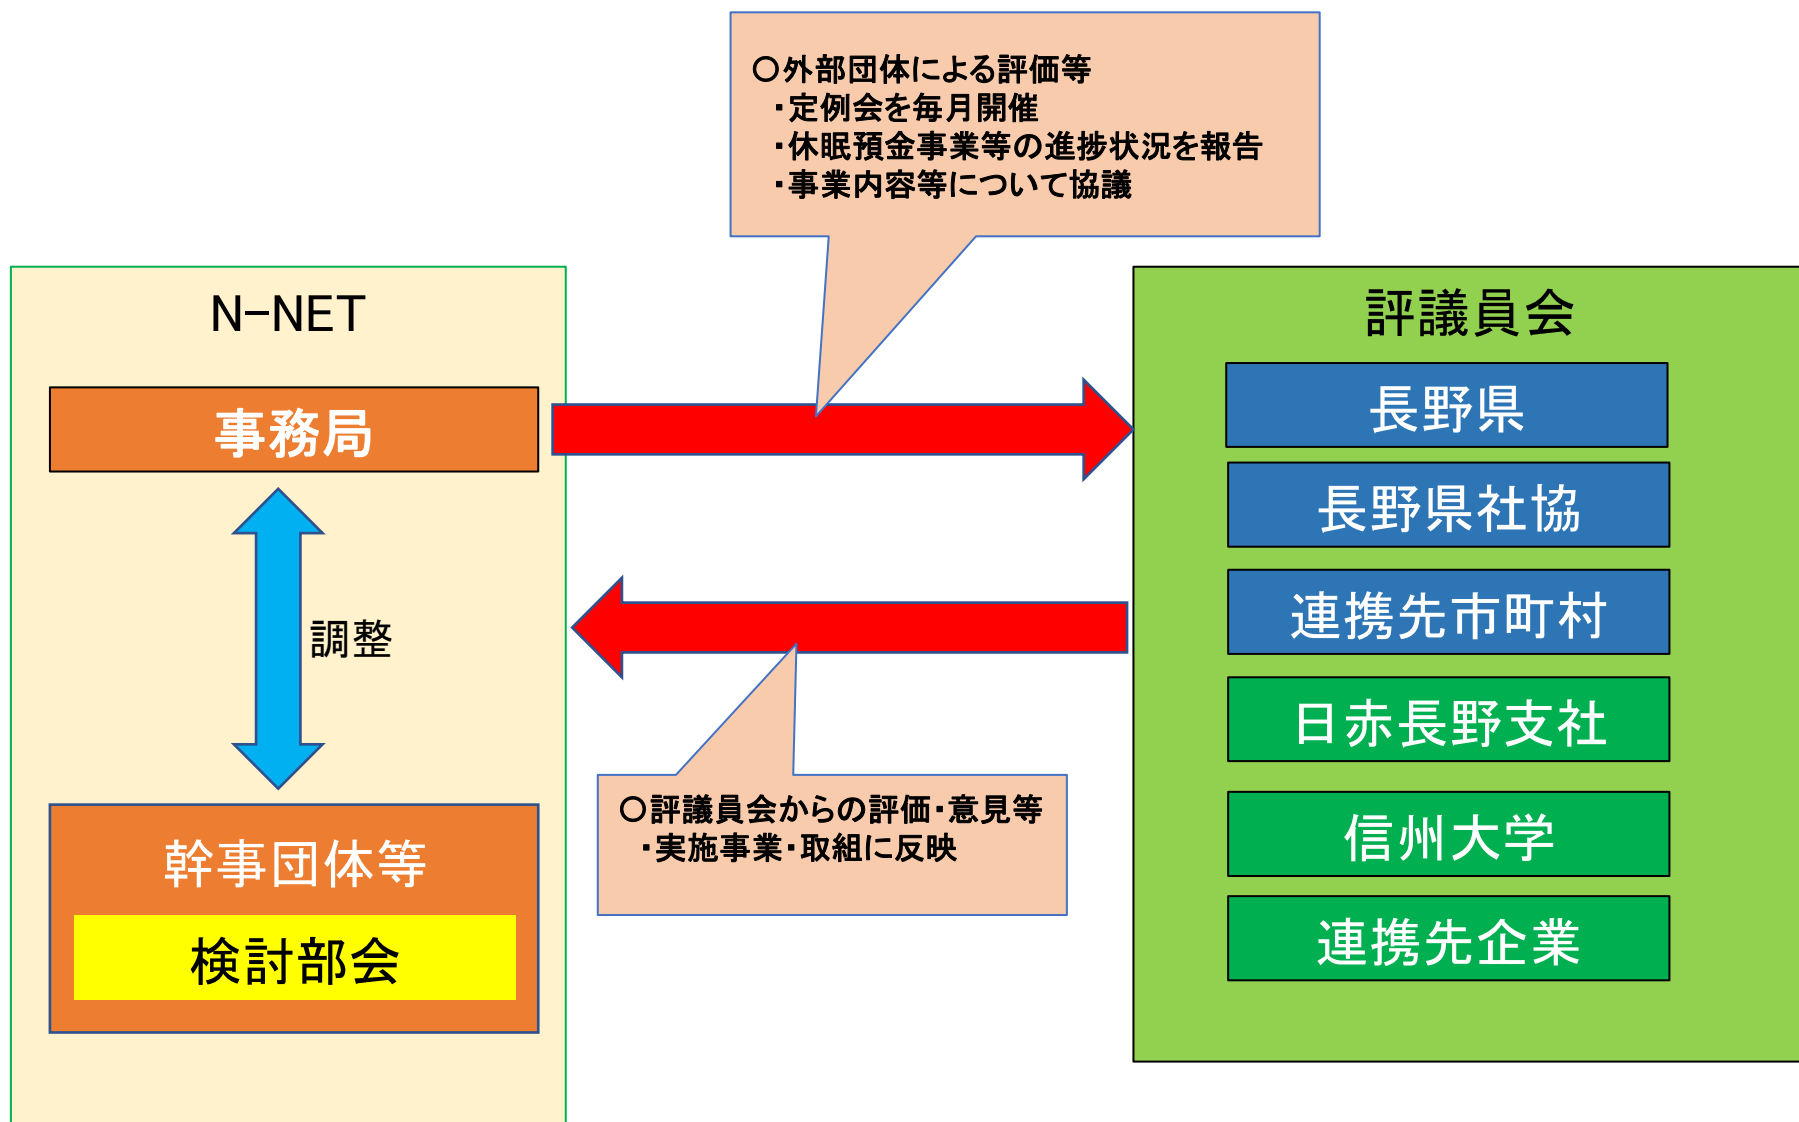 ○外部団体による評価等
・定例会を毎月開催
・休眠預金事業等の進捗状況を報告
・事業内容等について協議
N-NET
事務局
調整
幹事団体等
検討部会
○評議員会からの評価・意見等
・実施事業・取組に反映
評議員会
長野県
長野県社協
連携先市町村
日赤長野支社
信州大学
連携先企業